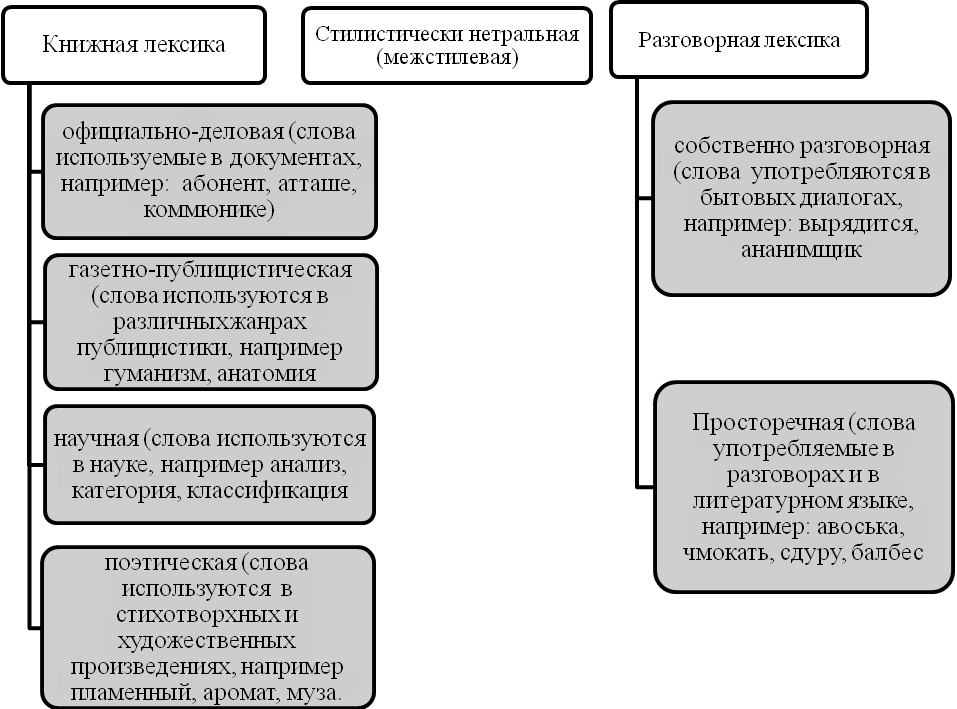 Книжная лексика
официально-деловая (слова
используемые в документах,
например: абонент, атташе,
коммюнике)
газетно-публицистическая
(слова используются в
различныхжанрах
публицистики, например
гуманизм, анатомия
научная (слова используются
в науке, например анализ,
категория, классификация
поэтическая (слова
используются в
стихотворхных и
художественных
произведениях, например
пламенный, аромат, муза.
Стилистически нетральная
(межстилевая)
Разговорная лексика
собственно разговорная
(слова употребляются в
бытовых диалогах,
например: вырядится,
ананимщик
Просторечная (слова
употребляемые в
разговорах и в
литературном языке,
например: авоська,
чмокать, сдуру, балбес